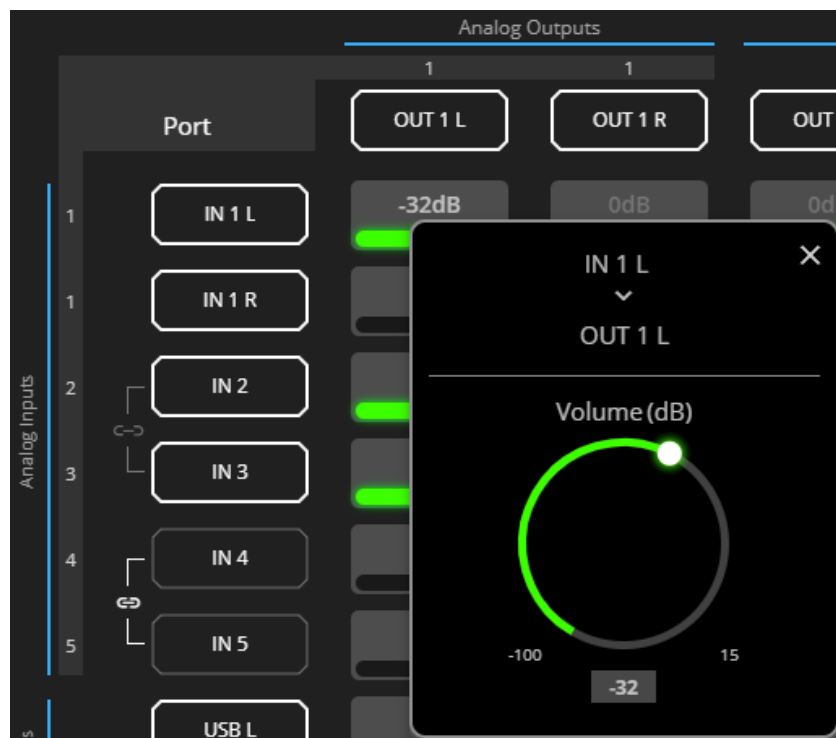 Analog Outputs
1 1
Port OUT 1 L OUT 1 R OUT
1 IN 1 L -32dB 0dB 0d
1 IN 1 R
2 IN 2
3 IN 3
4 IN 4
5 IN 5
USB L
Analog Inputs
IN 1 L
OUT 1 L
Volume (dB)
-100 15
-32